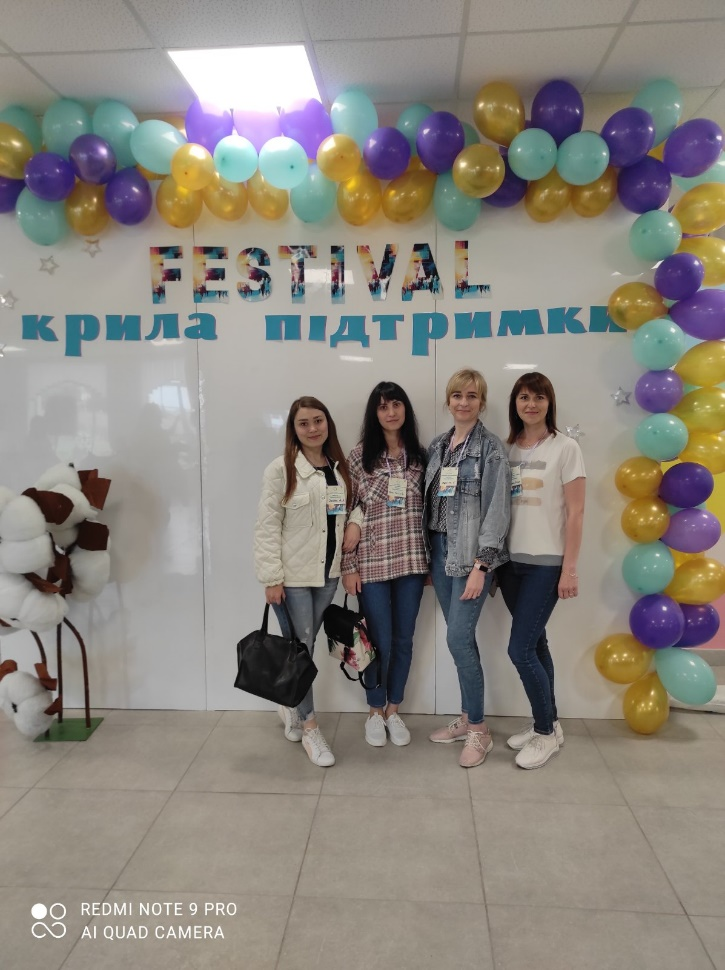 FESTIVAL
крила підтримки
REDMI NOTE 9 PRO
AI QUAD CAMERA